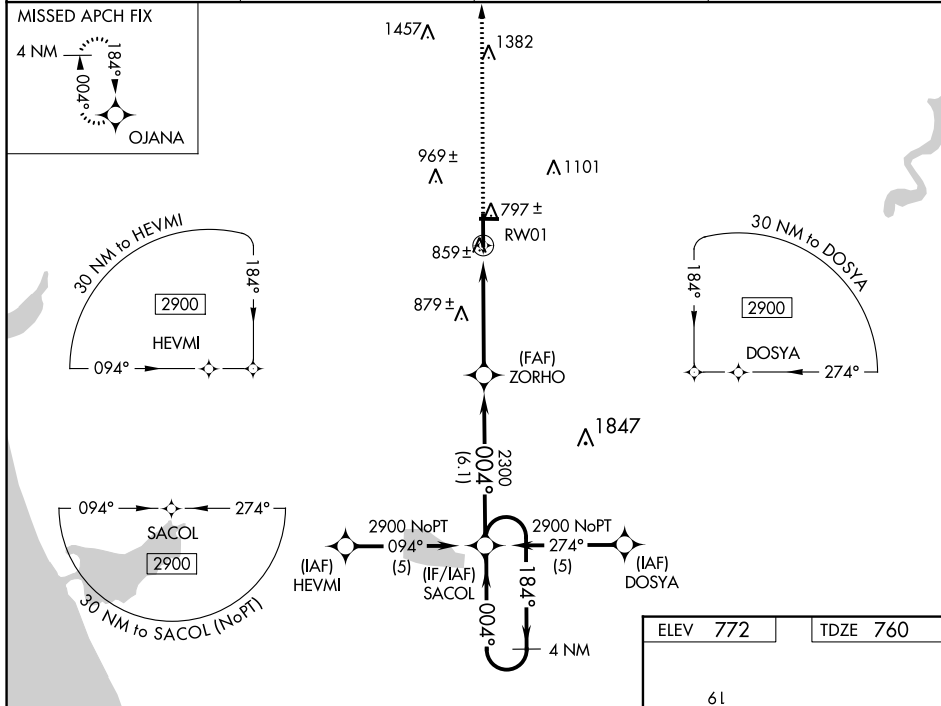 MISSED APCH FIX
4 NM
184°
004°
OJANA
1457
1382
969±
1101
797±
RW01
859±
879±
30 NM to HEVMI
184°
2900
HEVMI
094°
30 NM to DOSYA
184°
2900
DOSYA
274°
(FAF)
ZORHO
1847
2300
004°
(6.1)
094°
274°
SACOL
2900
30 NM to SACOL (NoPT)
2900 NoPT
094°
(5)
(IAF)
HEVMI
(IF/IAF)
SACOL
2900 NoPT
274°
(5)
(IAF)
DOSYA
184°
004°
4 NM
ELEV 772
TDZE 760
19